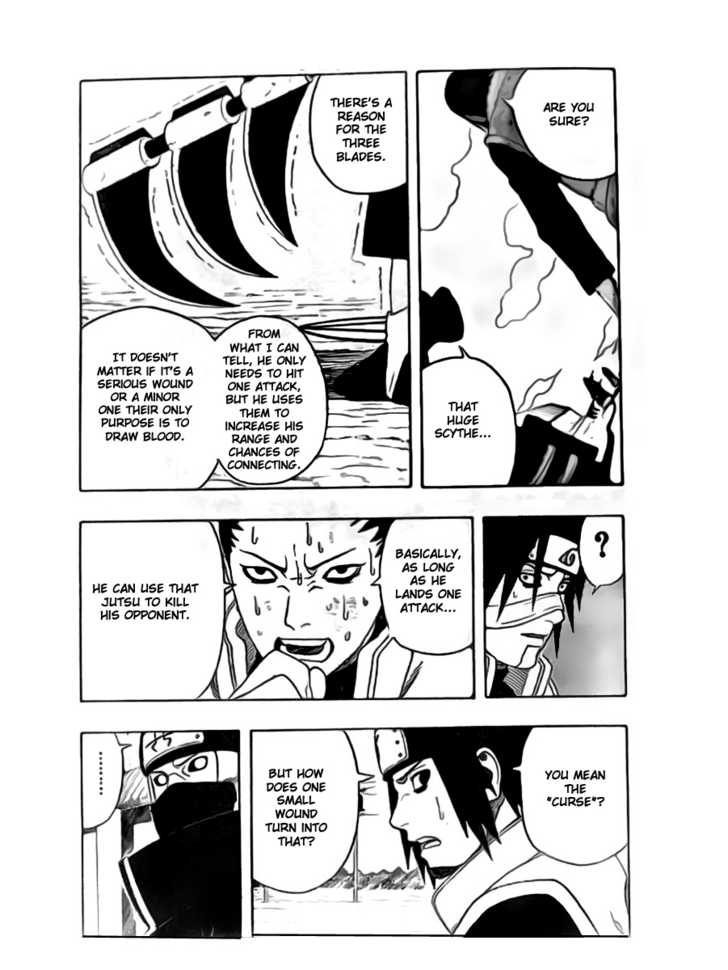 ARE YOU
SURE?
THAT
HUGE
SCYTHE...
THERE'S A
REASON
FOR THE
THREE
BLADES.
FROM
WHAT I CAN
TELL, HE ONLY
NEEDS TO HIT
ONE ATTACK,
BUT HE USES
THEM TO
INCREASE HIS
RANGE AND
CHANCES OF
CONNECTING.
IT DOESN'T
MATTER IF IT'S A
SERIOUS WOUND
OR A MINOR
ONE THEIR ONLY
PURPOSE IS TO
DRAW BLOOD.
?
BASICALLY,
AS LONG
AS HE
LANDS ONE
ATTACK...
HE CAN USE THAT
JUTSU TO KILL
HIS OPPONENT.
YOU MEAN
THE
"CURSE"?
BUT HOW
DOES ONE
SMALL
WOUND
TURN INTO
THAT?
.........